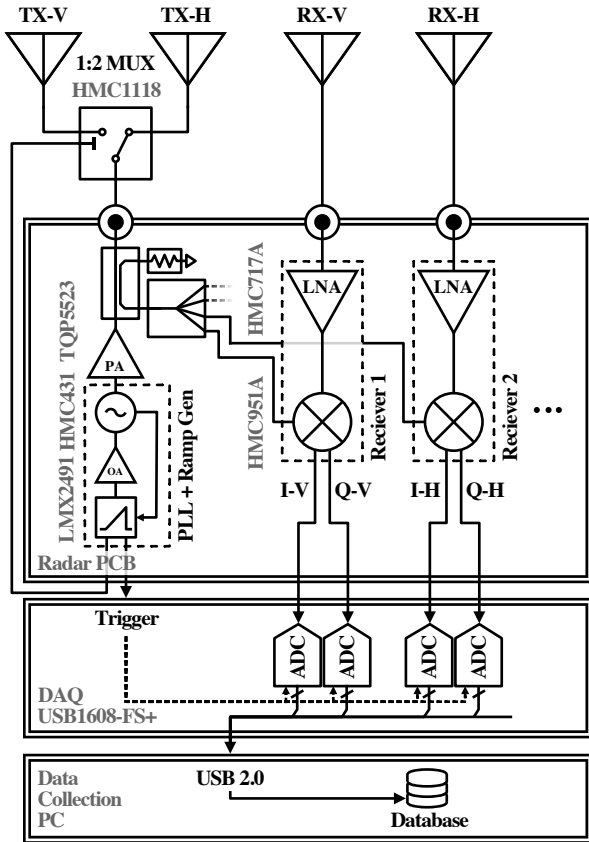 TX-V
TX-H
RX-V
RX-H
1:2 MUX
HMC1118
LMX2491 HMC431 TQP5523
PA
OA
PLL + Ramp Gen
HMC717A
HMC951A
LNA
Reciever 1
LNA
Reciever 2
...
I-V
Q-V
I-H
Q-H
Radar PCB
Trigger
ADC
ADC
ADC
ADC
DAQ
USB1608-FS+
Data
Collection
PC
USB 2.0
Database